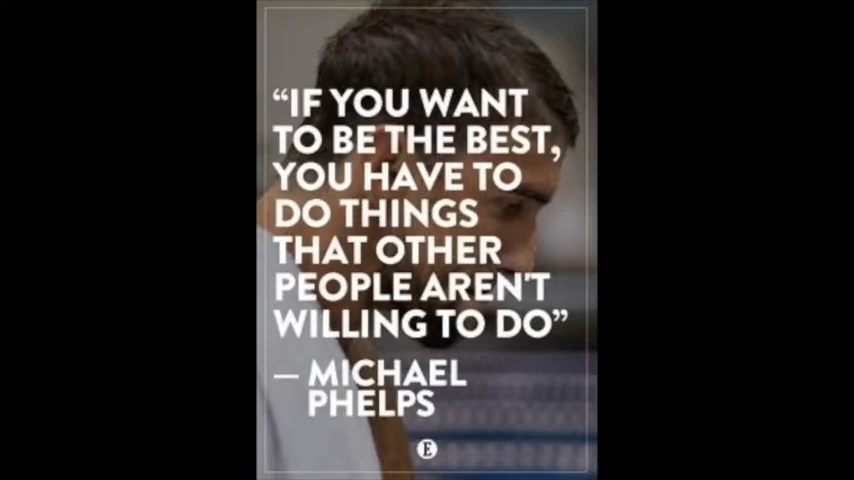 “IF YOU WANT
TO BE THE BEST,
YOU HAVE TO
DO THINGS
THAT OTHER
PEOPLE AREN'T
WILLING TO DO”
— MICHAEL
PHELPS
E